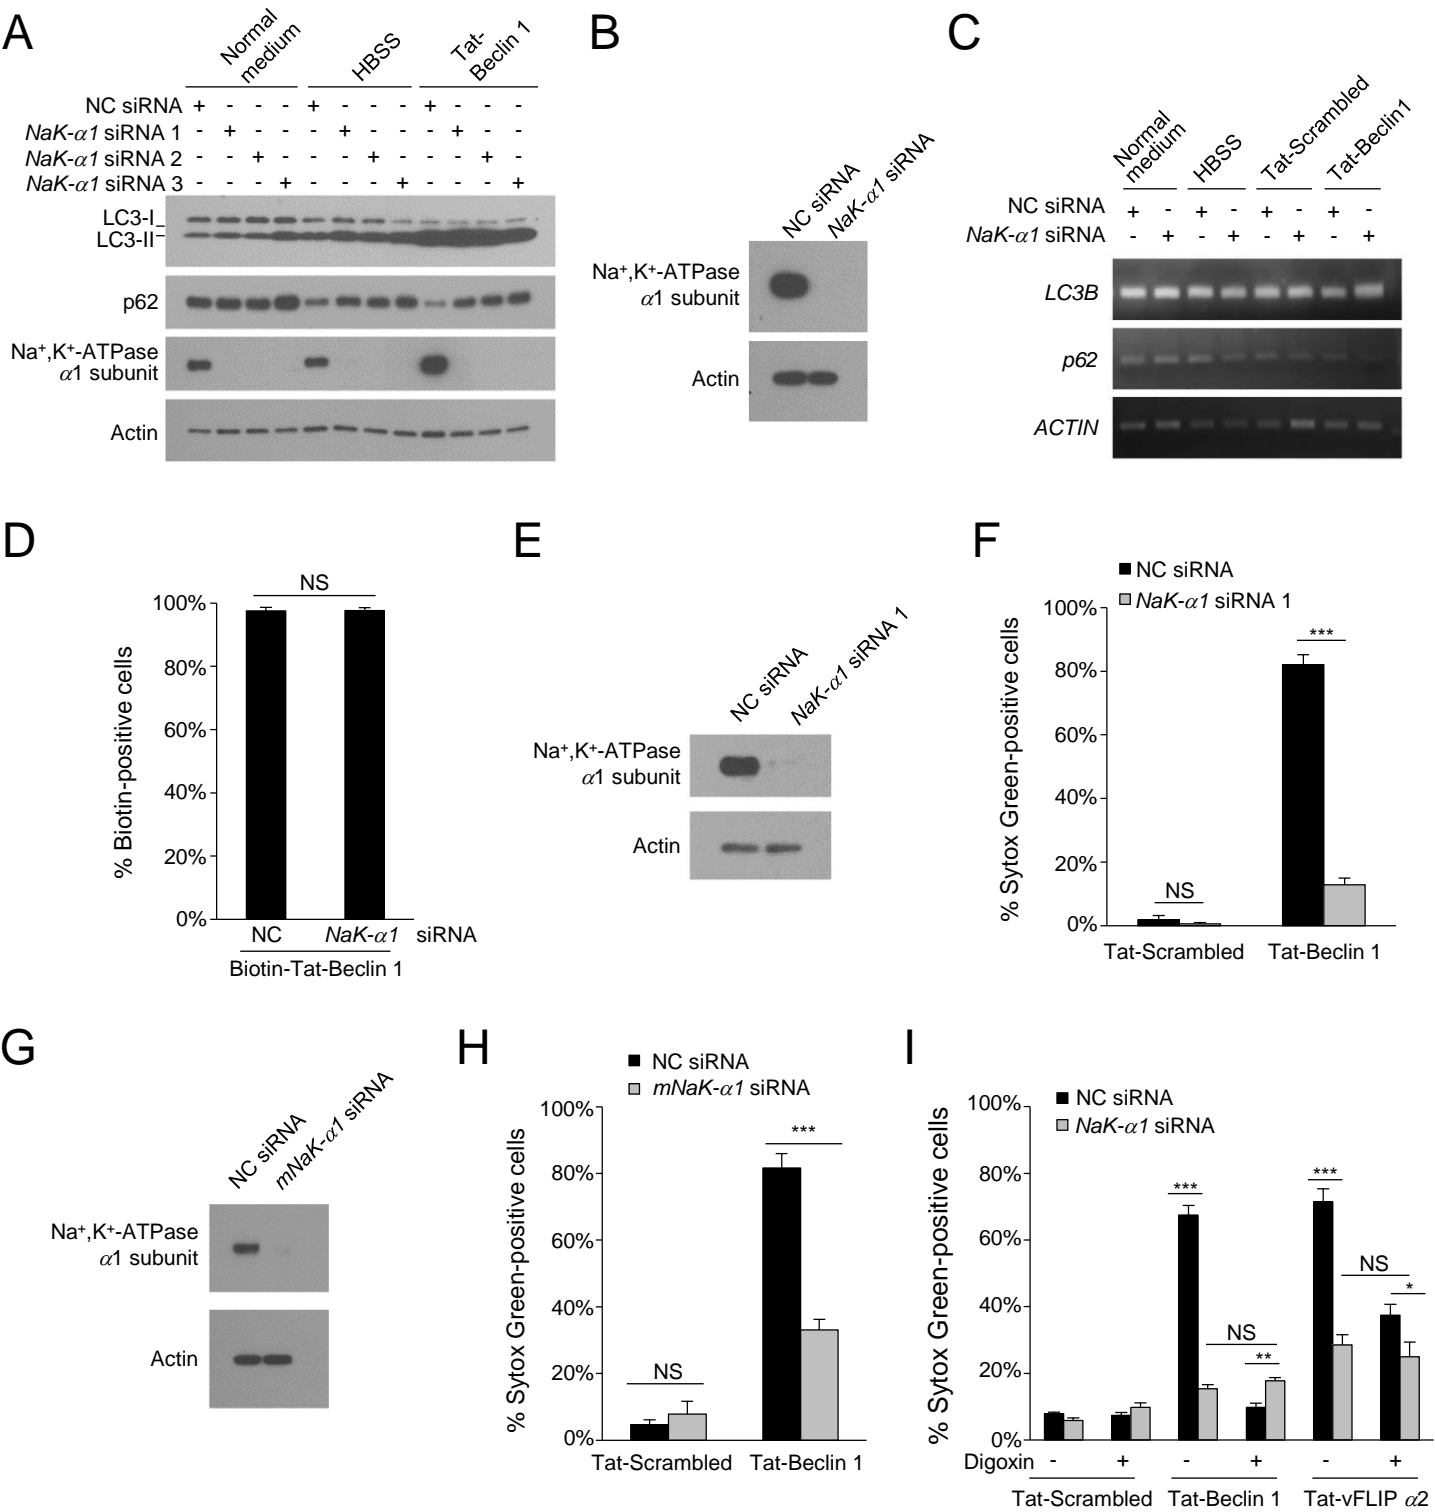 A
Normal medium
HBSS
Tat-Beclin 1
NC siRNA + - - - + - - - + - - -
NaK-α1 siRNA 1 - + - - - + - - - + - -
NaK-α1 siRNA 2 - - + - - - + - - - + -
NaK-α1 siRNA 3 - - - + - - - + - - - +
LC3-I
LC3-II
p62
Na⁺,K⁺-ATPase
α1 subunit
Actin
B
NC siRNA
NaK-α1 siRNA
Na⁺,K⁺-ATPase
α1 subunit
Actin
C
Normal medium
HBSS
Tat-Scrambled
Tat-Beclin1
NC siRNA + - + - + - + -
NaK-α1 siRNA - + - + - + - +
LC3B
p62
ACTIN
D
NS
100%
80%
60%
40%
20%
0%
% Biotin-positive cells
NC NaK-α1 siRNA
Biotin-Tat-Beclin 1
E
NC siRNA
NaK-α1 siRNA 1
Na⁺,K⁺-ATPase
α1 subunit
Actin
F
NC siRNA
NaK-α1 siRNA 1
100%
80%
60%
40%
20%
0%
% Sytox Green-positive cells
NS
***
Tat-Scrambled Tat-Beclin 1
G
NC siRNA
mNaK-α1 siRNA
Na⁺,K⁺-ATPase
α1 subunit
Actin
H
NC siRNA
mNaK-α1 siRNA
100%
80%
60%
40%
20%
0%
% Sytox Green-positive cells
NS
***
Tat-Scrambled Tat-Beclin 1
I
NC siRNA
NaK-α1 siRNA
100%
80%
60%
40%
20%
0%
% Sytox Green-positive cells
***
NS
**
***
NS
*
Digoxin - + - + - +
Tat-Scrambled Tat-Beclin 1 Tat-vFLIP α2